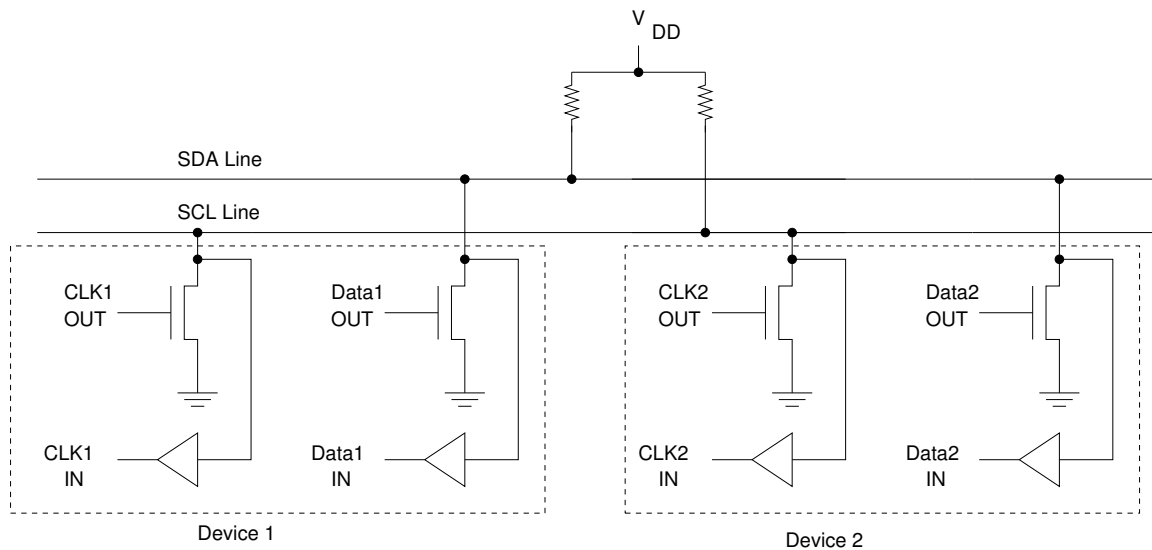 V
DD
SDA Line
SCL Line
CLK1
OUT
Data1
OUT
CLK2
OUT
Data2
OUT
CLK1
IN
Data1
IN
CLK2
IN
Data2
IN
Device 1
Device 2